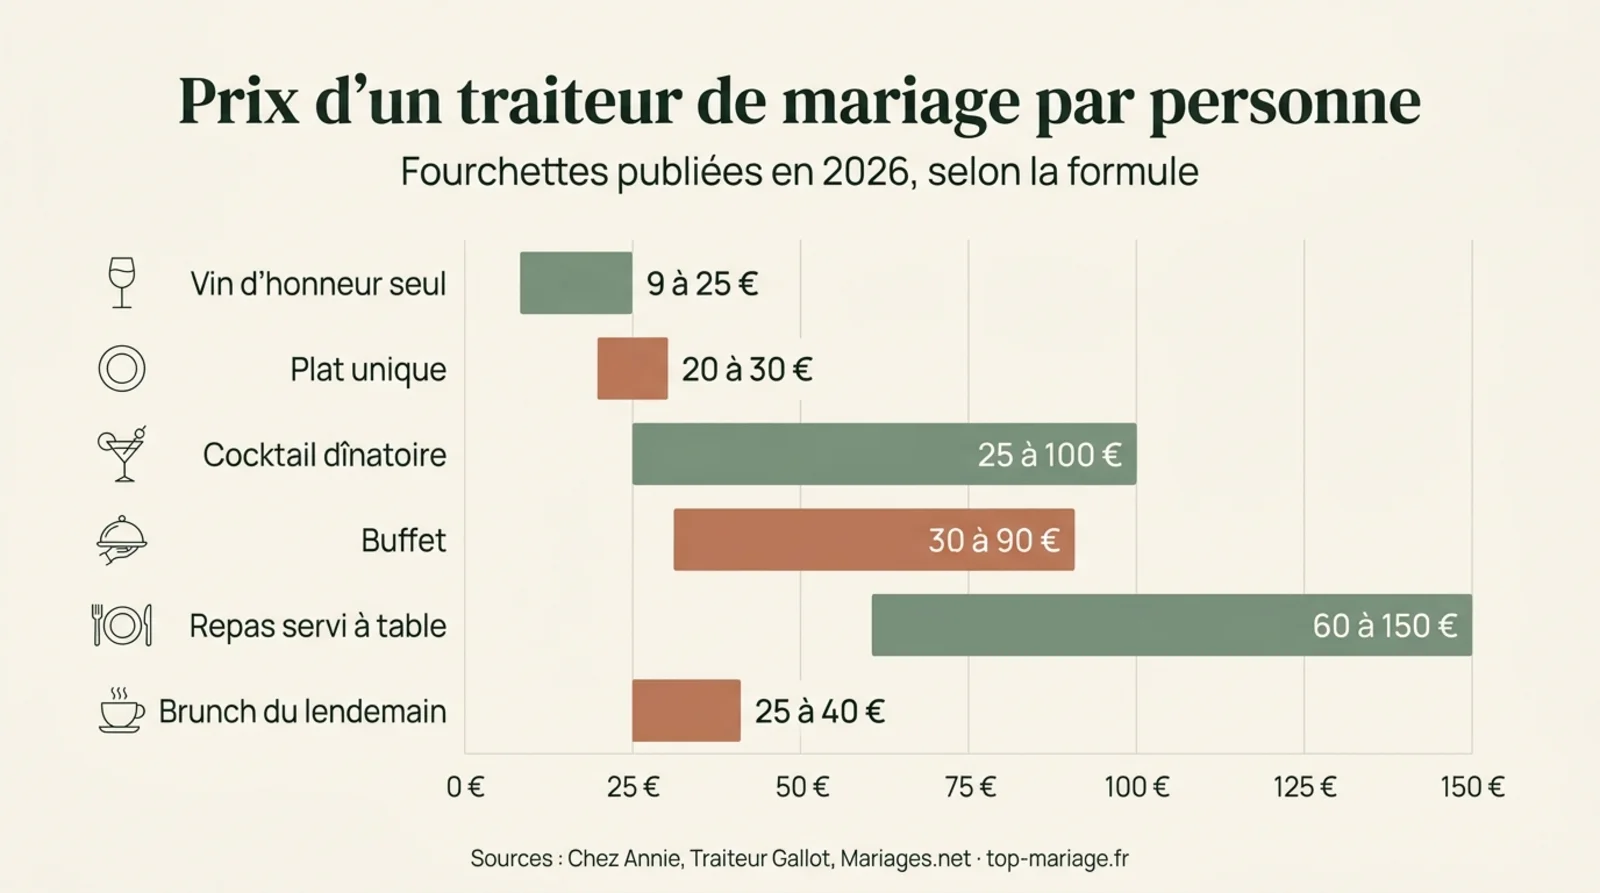 Prix d’un traiteur de mariage par personne
Fourchettes publiées en 2026, selon la formule
Vin d’honneur seul 9 à 25 €
Plat unique 20 à 30 €
Cocktail dînatoire 25 à 100 €
Buffet 30 à 90 €
Repas servi à table 60 à 150 €
Brunch du lendemain 25 à 40 €
0 € 25 € 50 € 75 € 100 € 125 € 150 €
Sources : Chez Annie, Traiteur Gallot, Mariages.net · top-mariage.fr